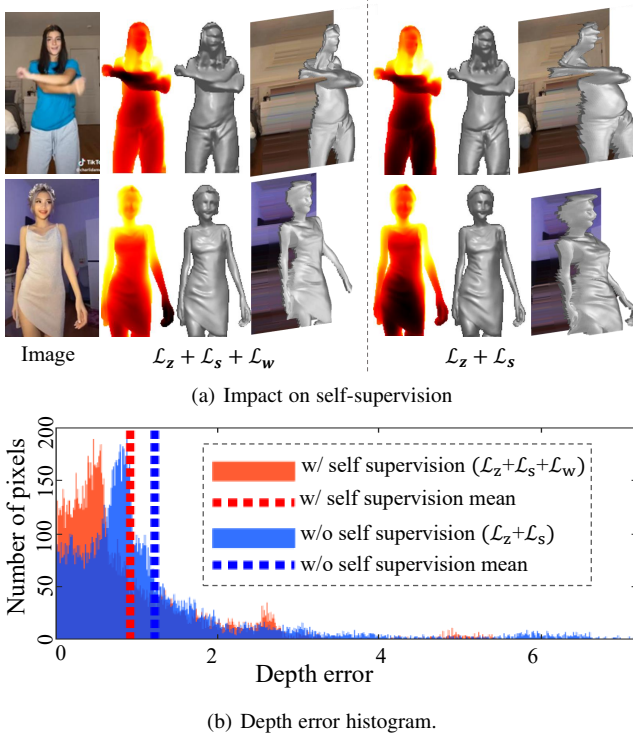 TikTo
Image
ℒz + ℒs + ℒw
ℒz + ℒs
(a) Impact on self-supervision
200
150
100
50
0
Number of pixels
w/ self supervision (ℒz+ℒs+ℒw)
w/ self supervision mean
w/o self supervision (ℒz+ℒs)
w/o self supervision mean
0 2 4 6
Depth error
(b) Depth error histogram.